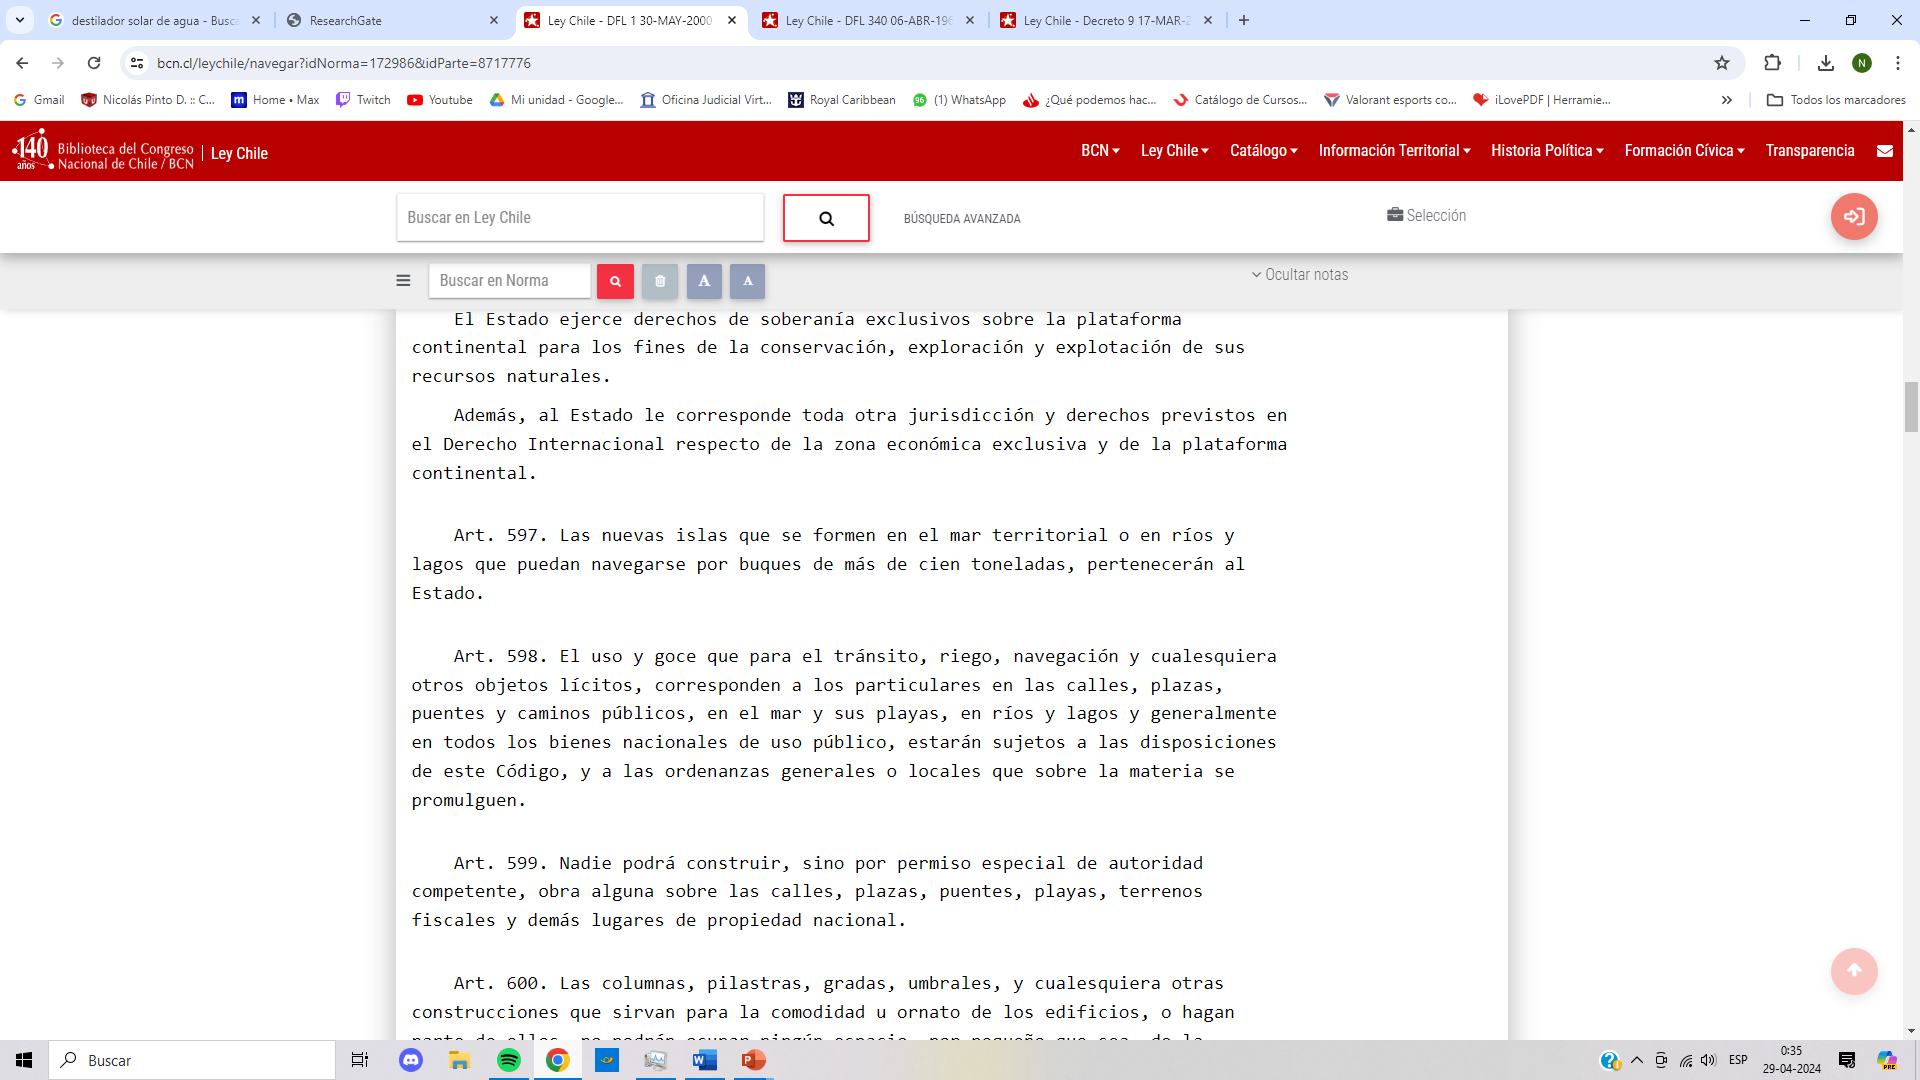 destilador solar de agua - Busca
ResearchGate
Ley Chile - DFL 1 30-MAY-2000
Ley Chile - DFL 340 06-ABR-196
Ley Chile - Decreto 9 17-MAR-2
bcn.cl/leychile/navegar?idNorma=172986&idParte=8717776
N
Gmail
Nicolás Pinto D. :: C...
Home • Max
Twitch
Youtube
Mi unidad - Google...
Oficina Judicial Virt...
Royal Caribbean
(1) WhatsApp
¿Qué podemos hac...
Catálogo de Cursos...
Valorant esports co...
iLovePDF | Herramie...
Todos los marcadores
140 años
Biblioteca del Congreso
Nacional de Chile / BCN
Ley Chile
BCN
Ley Chile
Catálogo
Información Territorial
Historia Política
Formación Cívica
Transparencia
Buscar en Ley Chile
BÚSQUEDA AVANZADA
Selección
Buscar en Norma
A
A
Ocultar notas
El Estado ejerce derechos de soberanía exclusivos sobre la plataforma
continental para los fines de la conservación, exploración y explotación de sus
recursos naturales.
Además, al Estado le corresponde toda otra jurisdicción y derechos previstos en
el Derecho Internacional respecto de la zona económica exclusiva y de la plataforma
continental.
Art. 597. Las nuevas islas que se formen en el mar territorial o en ríos y
lagos que puedan navegarse por buques de más de cien toneladas, pertenecerán al
Estado.
Art. 598. El uso y goce que para el tránsito, riego, navegación y cualesquiera
otros objetos lícitos, corresponden a los particulares en las calles, plazas,
puentes y caminos públicos, en el mar y sus playas, en ríos y lagos y generalmente
en todos los bienes nacionales de uso público, estarán sujetos a las disposiciones
de este Código, y a las ordenanzas generales o locales que sobre la materia se
promulguen.
Art. 599. Nadie podrá construir, sino por permiso especial de autoridad
competente, obra alguna sobre las calles, plazas, puentes, playas, terrenos
fiscales y demás lugares de propiedad nacional.
Art. 600. Las columnas, pilastras, gradas, umbrales, y cualesquiera otras
construcciones que sirvan para la comodidad u ornato de los edificios, o hagan
parte de ellos, no podrán ocupar ningún espacio, por pequeño que sea, de la
Buscar
ESP
0:35
29-04-2024